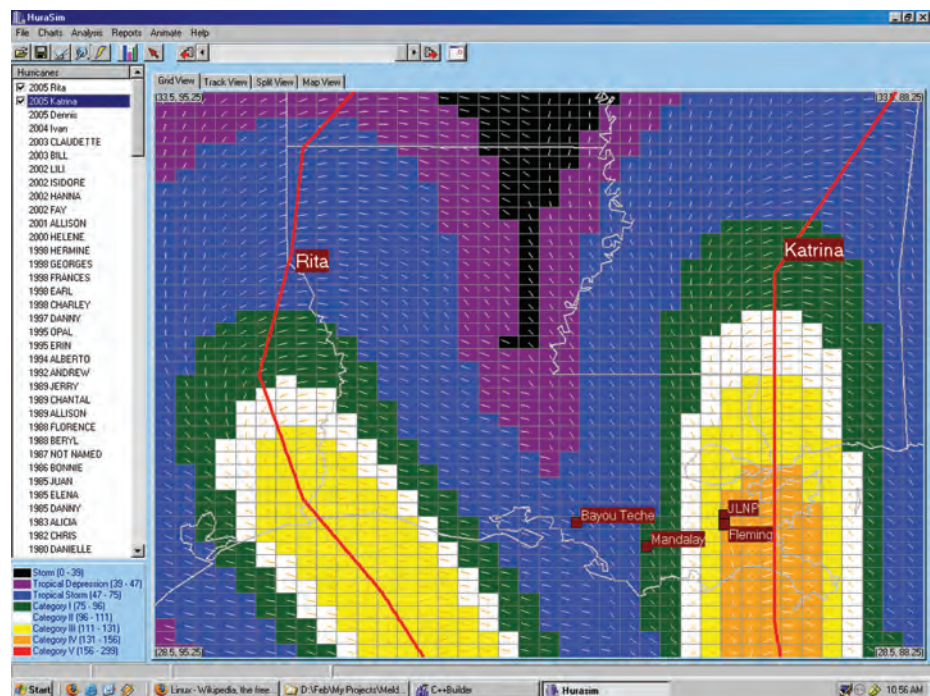 HuraSim
File Charts Analysis Reports Animate Help
Hurricanes
2005 Rita
2005 Katrina
2005 Dennis
2004 Ivan
2003 CLAUDETTE
2003 BILL
2002 LILI
2002 ISIDORE
2002 HANNA
2002 FAY
2001 ALLISON
2000 HELENE
1998 HERMINE
1998 GEORGES
1998 FRANCES
1998 EARL
1998 CHARLEY
1997 DANNY
1995 OPAL
1995 ERIN
1994 ALBERTO
1992 ANDREW
1989 JERRY
1989 CHANTAL
1989 ALLISON
1988 FLORENCE
1988 BERYL
1987 NOT NAMED
1986 BONNIE
1985 JUAN
1985 ELENA
1985 DANNY
1983 ALICIA
1982 CHRIS
1980 DANIELLE
Storm (0 - 39)
Tropical Depression (39 - 47)
Tropical Storm (47 - 75)
Category I (75 - 96)
Category II (96 - 111)
Category III (111 - 131)
Category IV (131 - 156)
Category V (156 - 299)
Grid View Track View Split View Map View
(33.5, 95.25) (33.5, 88.25)
Rita
Katrina
Bayou Teche
JLNP
Mandalay
Fleming
(28.5, 95.25) (28.5, 88.25)
Start Linux - Wikipedia, the free... D:\Feb\My Projects\Meld... C++Builder Hurasim 10:56 AM